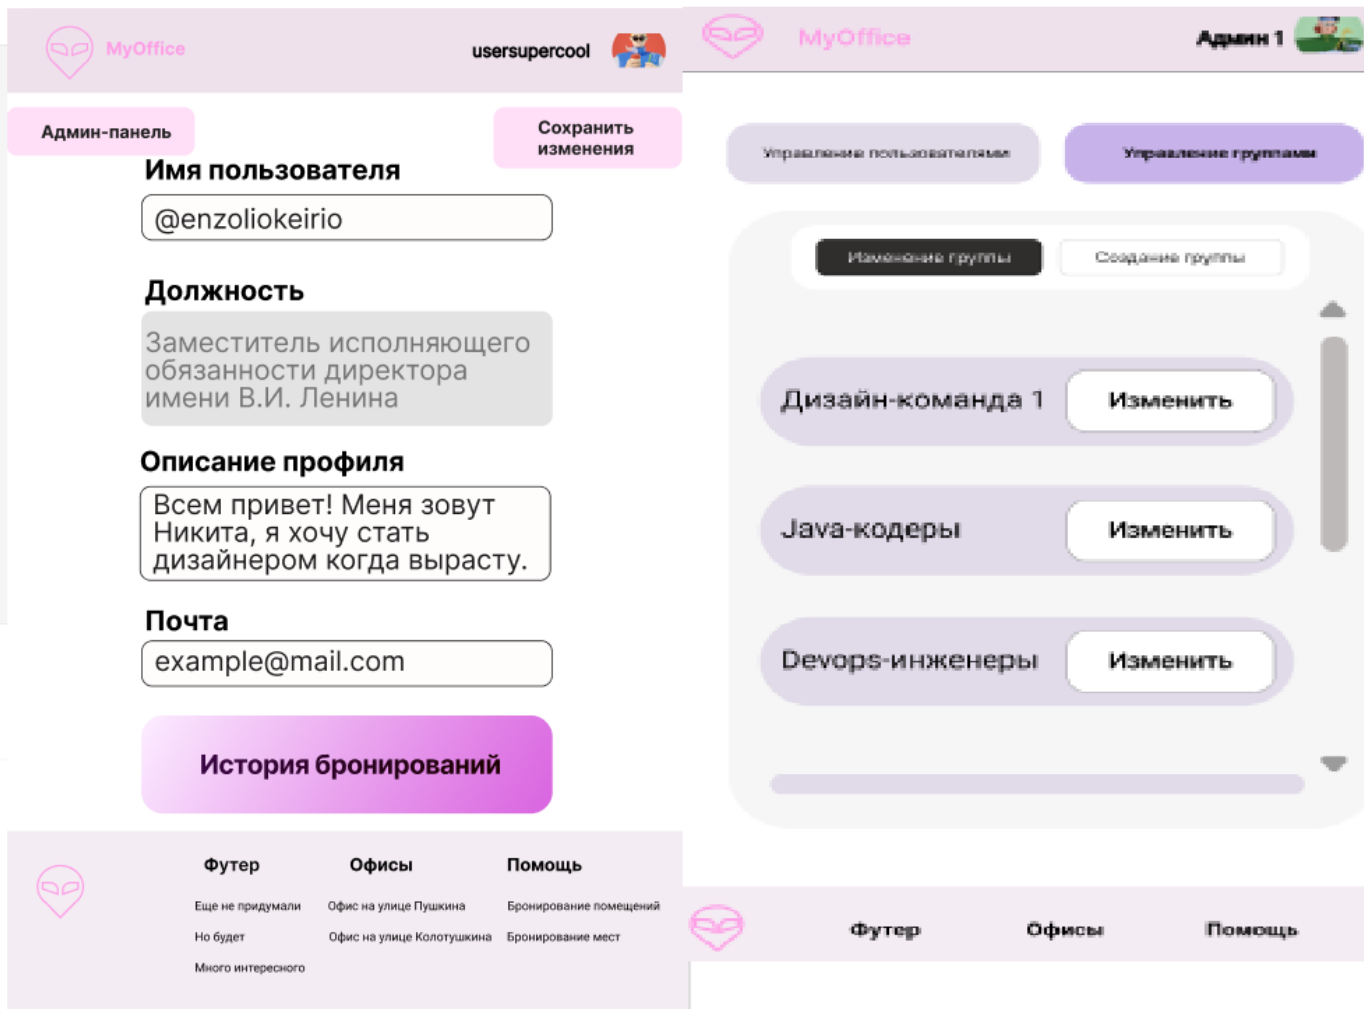 MyOffice
usersupercool
Админ-панель
Сохранить
изменения
Имя пользователя
@enzoliokeirio
Должность
Заместитель исполняющего
обязанности директора
имени В.И. Ленина
Описание профиля
Всем привет! Меня зовут
Никита, я хочу стать
дизайнером когда вырасту.
Почта
example@mail.com
История бронирований
Футер
Офисы
Помощь
Еще не придумали
Офис на улице Пушкина
Бронирование помещений
Но будет
Офис на улице Колотушкина
Бронирование мест
Много интересного
MyOffice
Админ 1
Управление пользователями
Управление группами
Изменение группы
Создание группы
Дизайн-команда 1
Изменить
Java-кодеры
Изменить
Devops-инженеры
Изменить
Футер
Офисы
Помощь